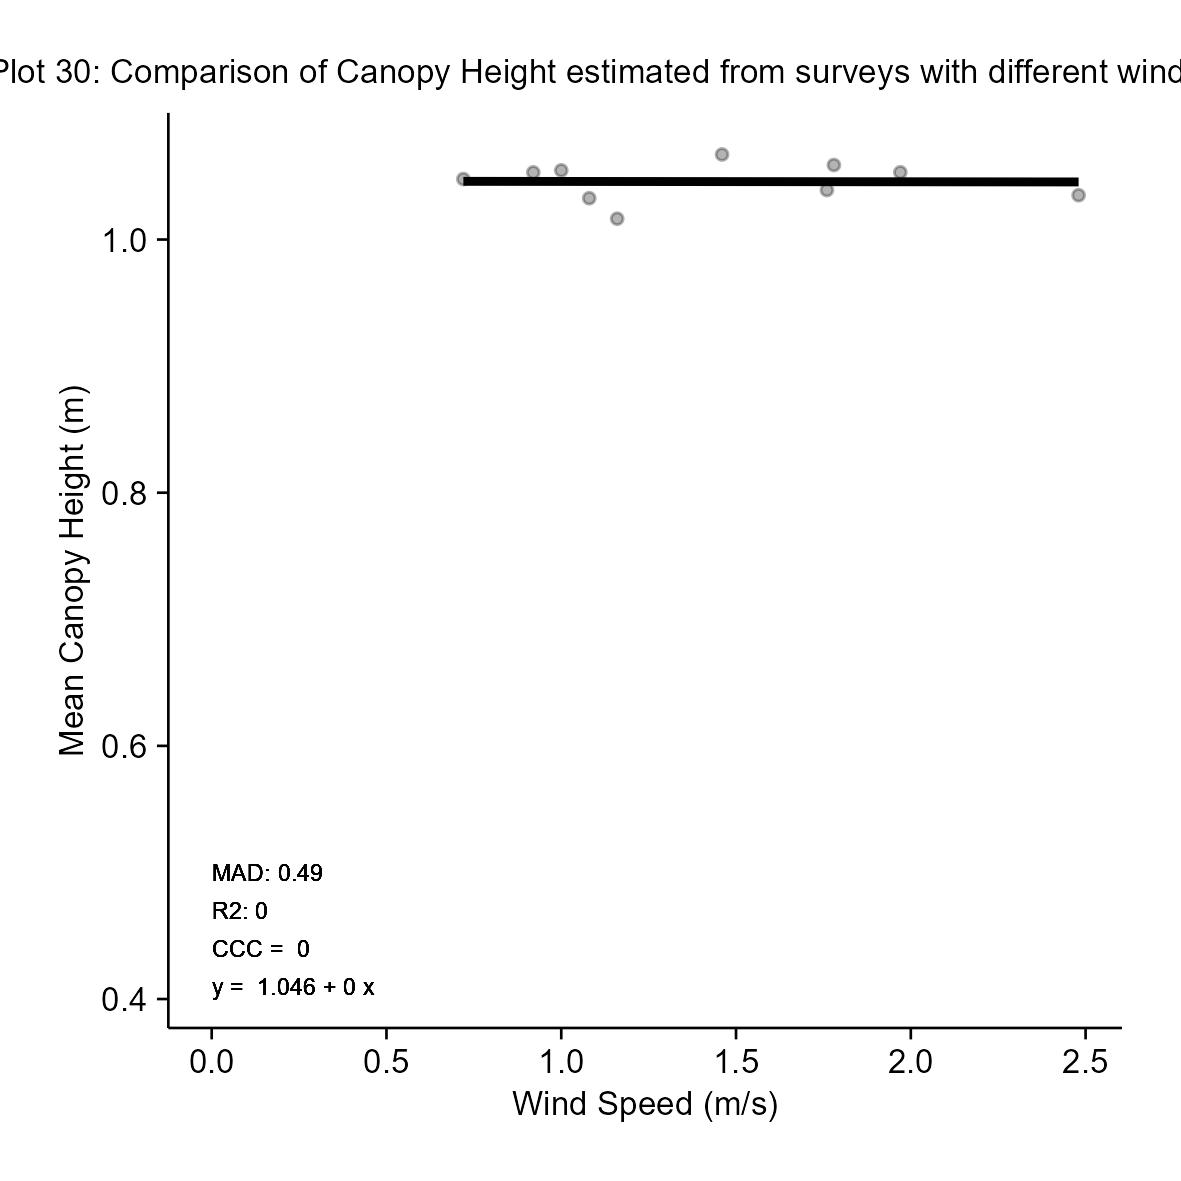 Plot 30: Comparison of Canopy Height estimated from surveys with different wind
1.0
0.8
0.6
0.4
Mean Canopy Height (m)
MAD: 0.49
R2: 0
CCC =  0
y =  1.046 + 0 x
0.0 0.5 1.0 1.5 2.0 2.5
Wind Speed (m/s)